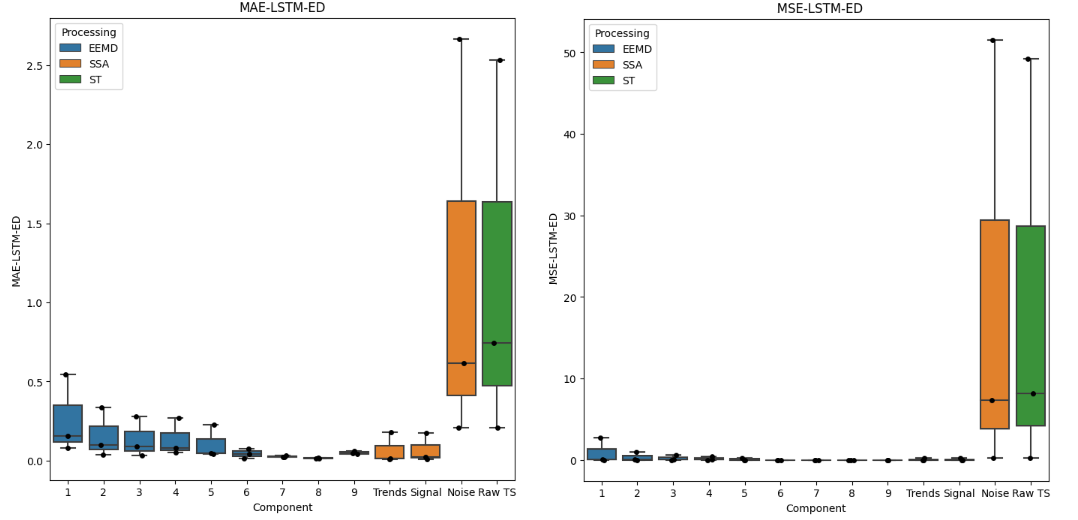 MAE-LSTM-ED
Processing
EEMD
SSA
ST
MAE-LSTM-ED
2.5
2.0
1.5
1.0
0.5
0.0
1 2 3 4 5 6 7 8 9 Trends Signal Noise Raw TS
Component
MSE-LSTM-ED
Processing
EEMD
SSA
ST
MSE-LSTM-ED
50
40
30
20
10
0
1 2 3 4 5 6 7 8 9 Trends Signal Noise Raw TS
Component